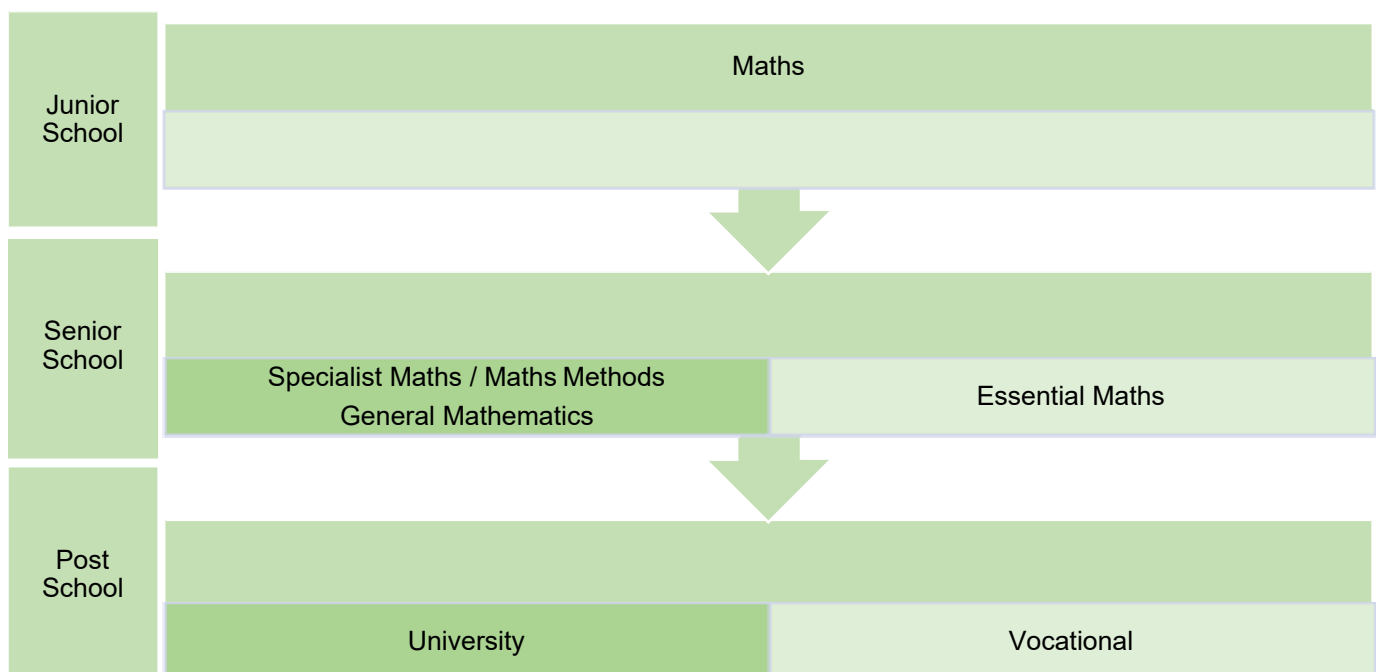 Junior
School
Maths
Senior
School
Specialist Maths / Maths Methods
General Mathematics
Essential Maths
Post
School
University
Vocational